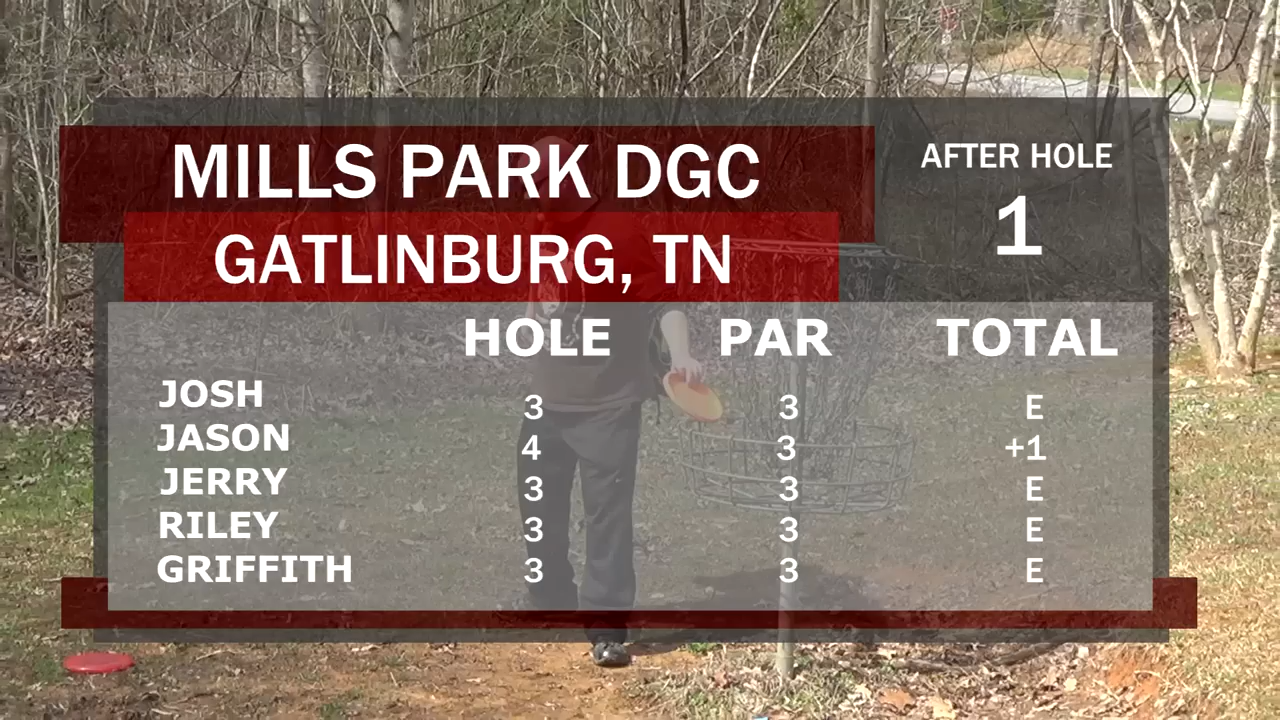 MILLS PARK DGC
GATLINBURG, TN
AFTER HOLE
1
HOLE PAR TOTAL
JOSH 3 3 E
JASON 4 3 +1
JERRY 3 3 E
RILEY 3 3 E
GRIFFITH 3 3 E